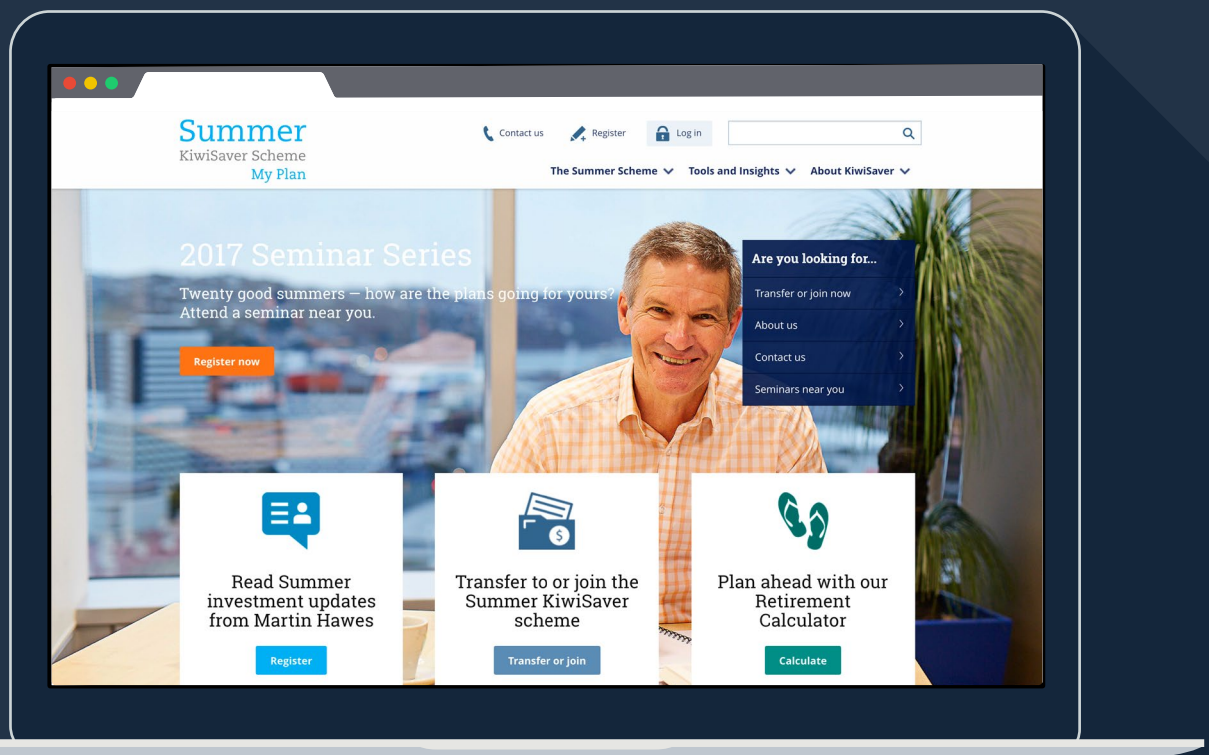 Summer
KiwiSaver Scheme
My Plan
Contact us
Register
Log in
The Summer Scheme
Tools and Insights
About KiwiSaver
2017 Seminar Series
Twenty good summers — how are the plans going for yours?
Attend a seminar near you.
Register now
Are you looking for...
Transfer or join now
About us
Contact us
Seminars near you
Read Summer
investment updates
from Martin Hawes
Register
Transfer to or join the
Summer KiwiSaver
scheme
Transfer or join
Plan ahead with our
Retirement
Calculator
Calculate